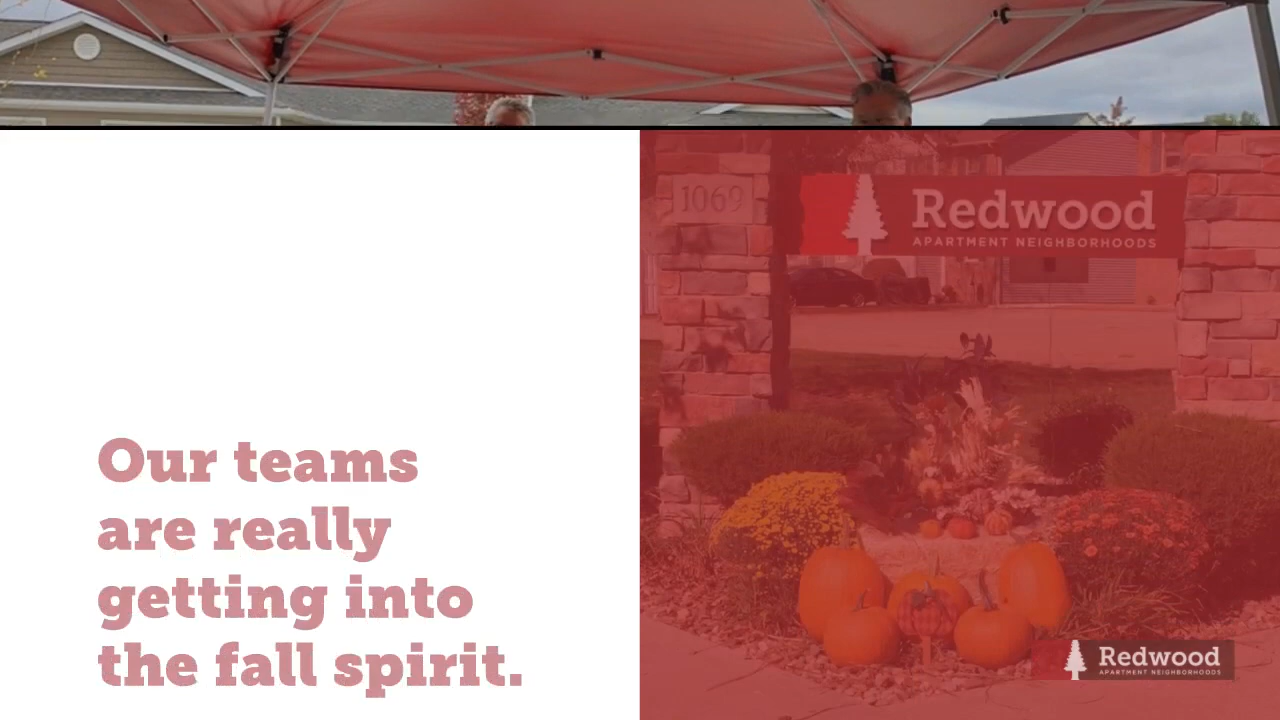 1069
Redwood
APARTMENT NEIGHBORHOODS
Our teams
are really
getting into
the fall spirit.
Redwood
APARTMENT NEIGHBORHOODS